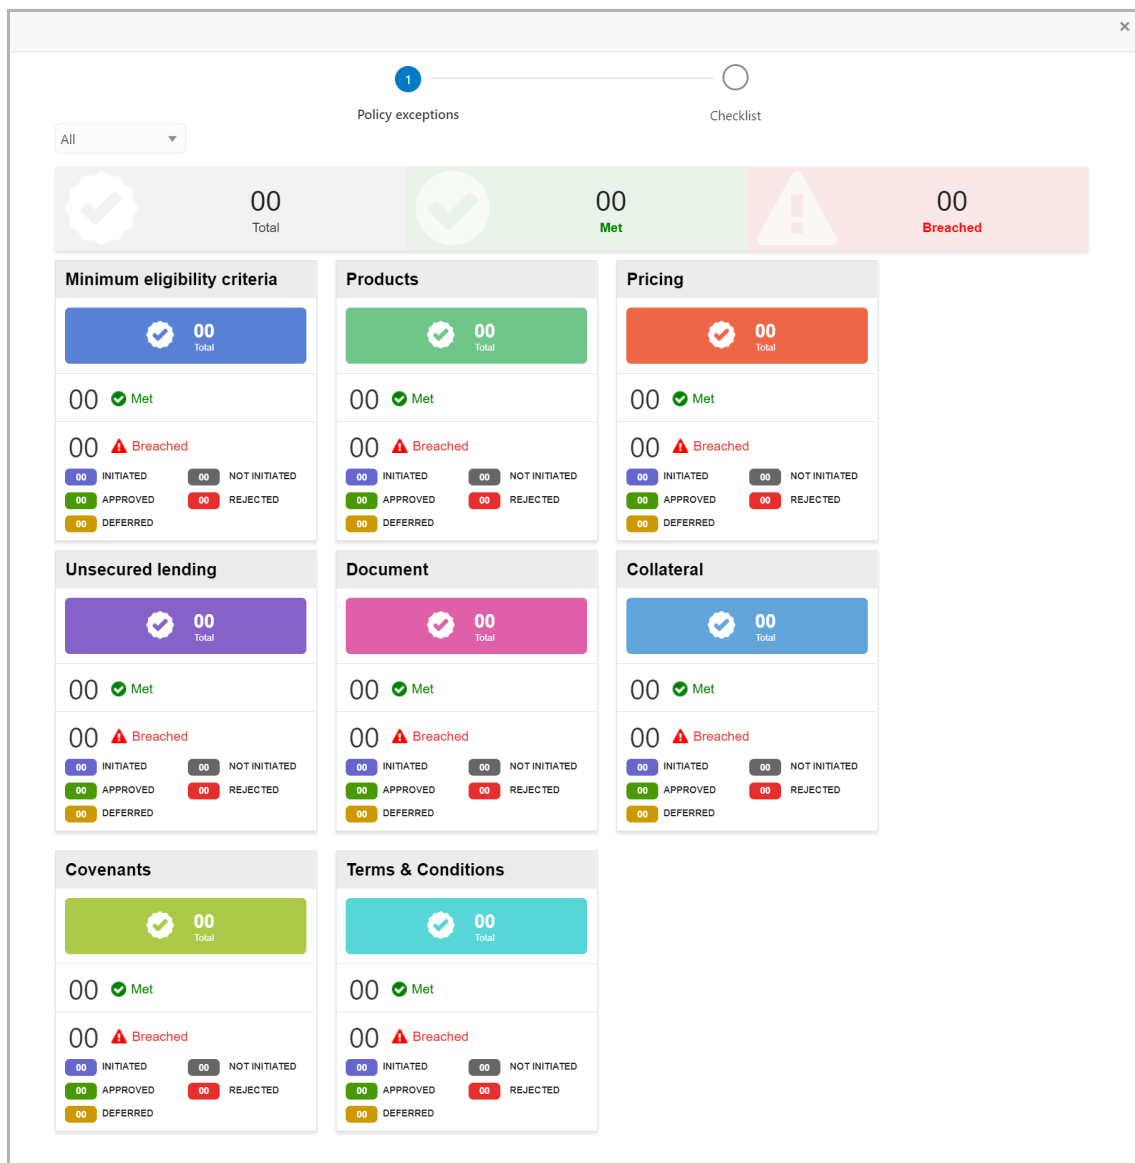 ×
1
Policy exceptions
Checklist
All
00
Total
00
Met
00
Breached
Minimum eligibility criteria
00
Total
00 Met
00 Breached
00 INITIATED 00 NOT INITIATED
00 APPROVED 00 REJECTED
00 DEFERRED
Products
00
Total
00 Met
00 Breached
00 INITIATED 00 NOT INITIATED
00 APPROVED 00 REJECTED
00 DEFERRED
Pricing
00
Total
00 Met
00 Breached
00 INITIATED 00 NOT INITIATED
00 APPROVED 00 REJECTED
00 DEFERRED
Unsecured lending
00
Total
00 Met
00 Breached
00 INITIATED 00 NOT INITIATED
00 APPROVED 00 REJECTED
00 DEFERRED
Document
00
Total
00 Met
00 Breached
00 INITIATED 00 NOT INITIATED
00 APPROVED 00 REJECTED
00 DEFERRED
Collateral
00
Total
00 Met
00 Breached
00 INITIATED 00 NOT INITIATED
00 APPROVED 00 REJECTED
00 DEFERRED
Covenants
00
Total
00 Met
00 Breached
00 INITIATED 00 NOT INITIATED
00 APPROVED 00 REJECTED
00 DEFERRED
Terms & Conditions
00
Total
00 Met
00 Breached
00 INITIATED 00 NOT INITIATED
00 APPROVED 00 REJECTED
00 DEFERRED